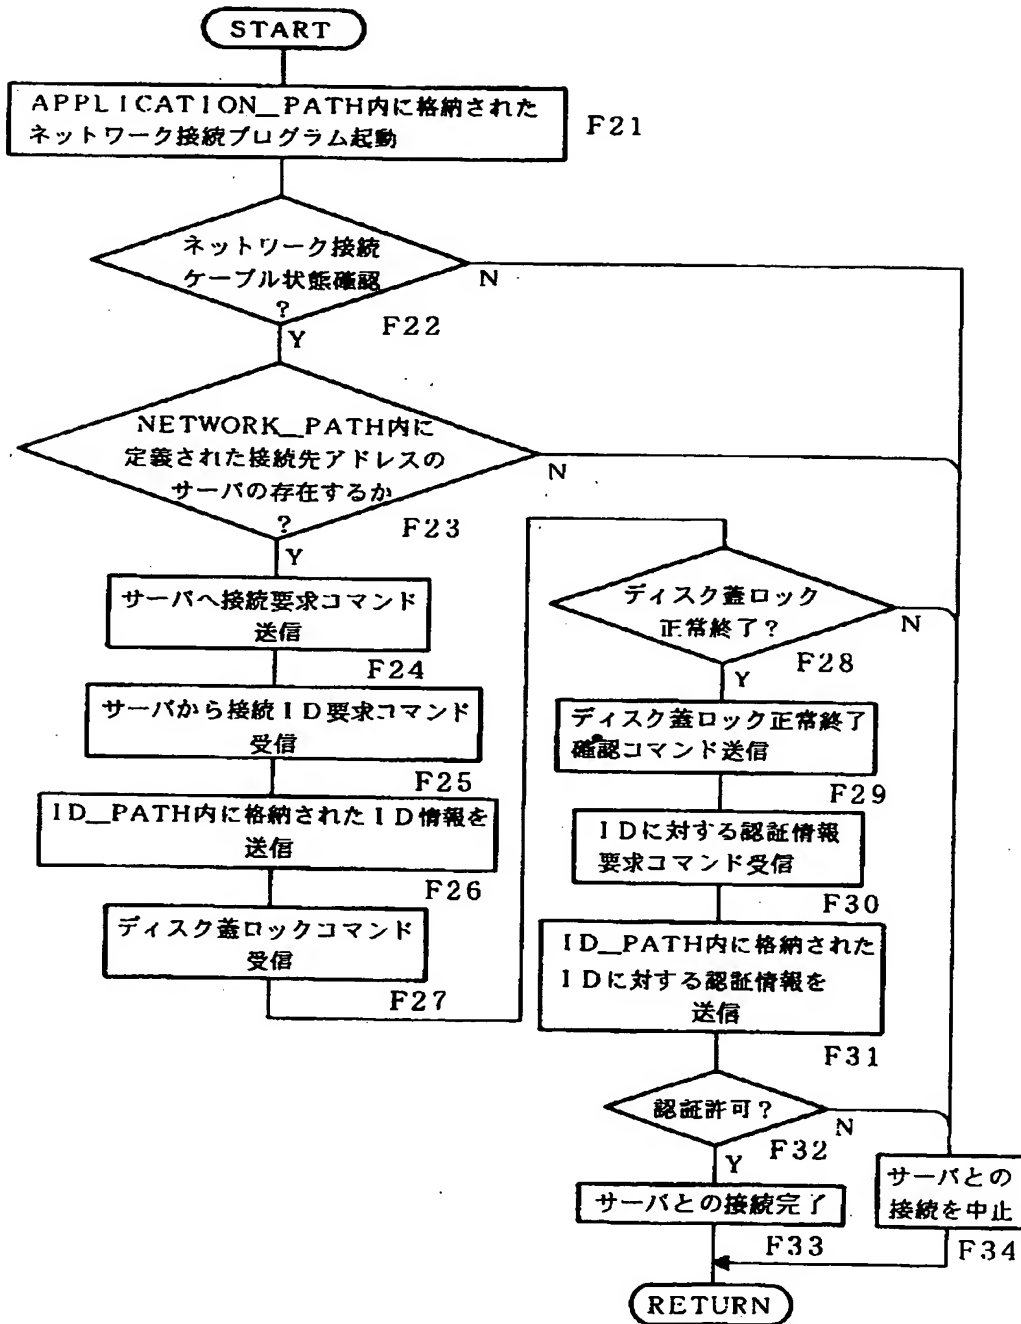 START
APPLICATION__PATH内に格納された
ネットワーク接続プログラム起動
F21
ネットワーク接続
ケーブル状態確認
?
N
F22
Y
NETWORK__PATH内に
定義された接続先アドレスの
サーバの存在するか
?
N
F23
Y
サーバへ接続要求コマンド
送信
F24
サーバから接続ID要求コマンド
受信
F25
ID__PATH内に格納されたID情報を
送信
F26
ディスク蓋ロックコマンド
受信
F27
ディスク蓋ロック
正常終了?
N
F28
Y
ディスク蓋ロック正常終了
確認コマンド送信
F29
IDに対する認証情報
要求コマンド受信
F30
ID__PATH内に格納された
IDに対する認証情報を
送信
F31
認証許可?
N
F32
Y
サーバとの接続完了
F33
サーバとの
接続を中止
F34
RETURN